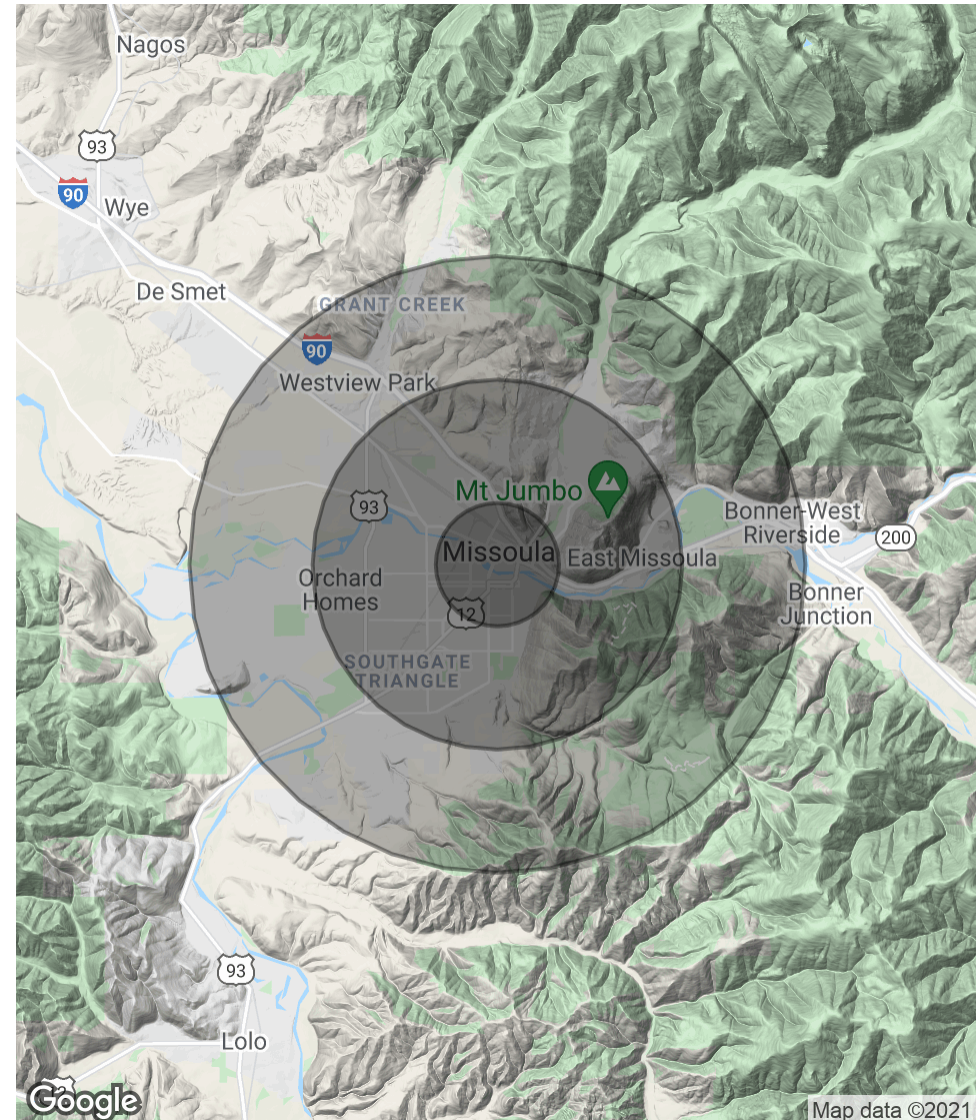 Nagos
93
90
Wye
De Smet
GRANT CREEK
90
Westview Park
Mt Jumbo
93
Bonner-West
Riverside
200
Missoula
East Missoula
Orchard
Homes
Bonner
Junction
12
SOUTHGATE
TRIANGLE
93
Lolo
Google
Map data ©2021